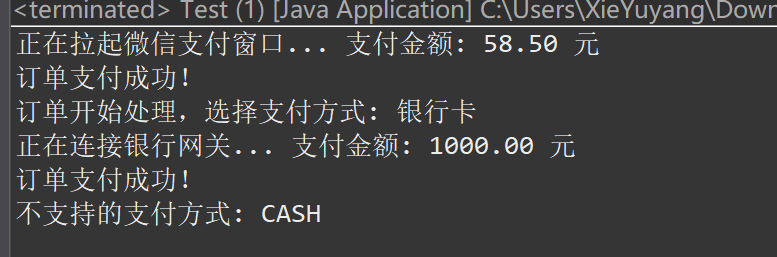 <terminated> Test (1) [Java Application] C:\Users\XieYuyang\Down
正在拉起微信支付窗口... 支付金额: 58.50 元
订单支付成功!
订单开始处理，选择支付方式: 银行卡
正在连接银行网关... 支付金额: 1000.00 元
订单支付成功!
不支持的支付方式: CASH